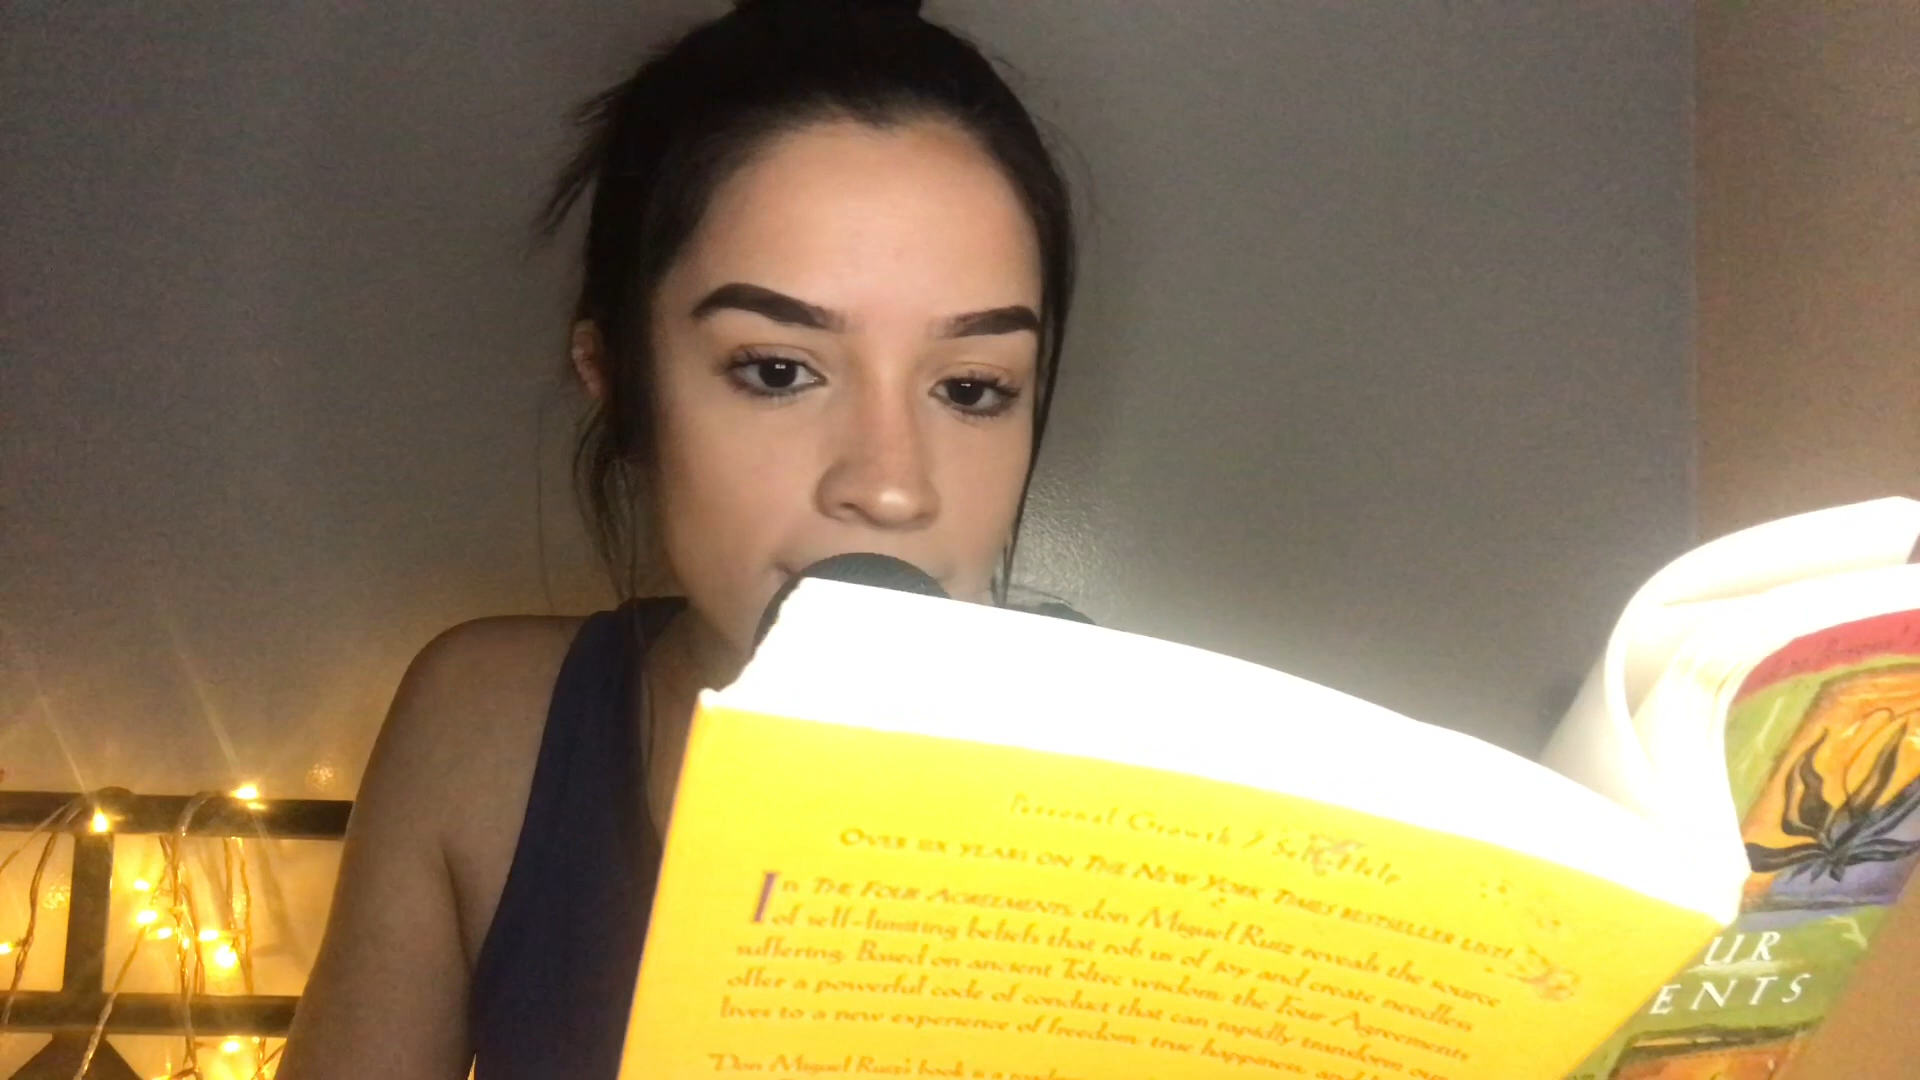 Personal Growth / Self-Help
OVER SIX YEARS ON THE NEW YORK TIMES BESTSELLER LIST!
In THE FOUR AGREEMENTS, don Miguel Ruiz reveals the source
of self-limiting beliefs that rob us of joy and create needless
suffering. Based on ancient Toltec wisdom, the Four Agreements
offer a powerful code of conduct that can rapidly transform our
lives to a new experience of freedom, true happiness, and
"Don Miguel Ruiz's book is a
UR
ENTS